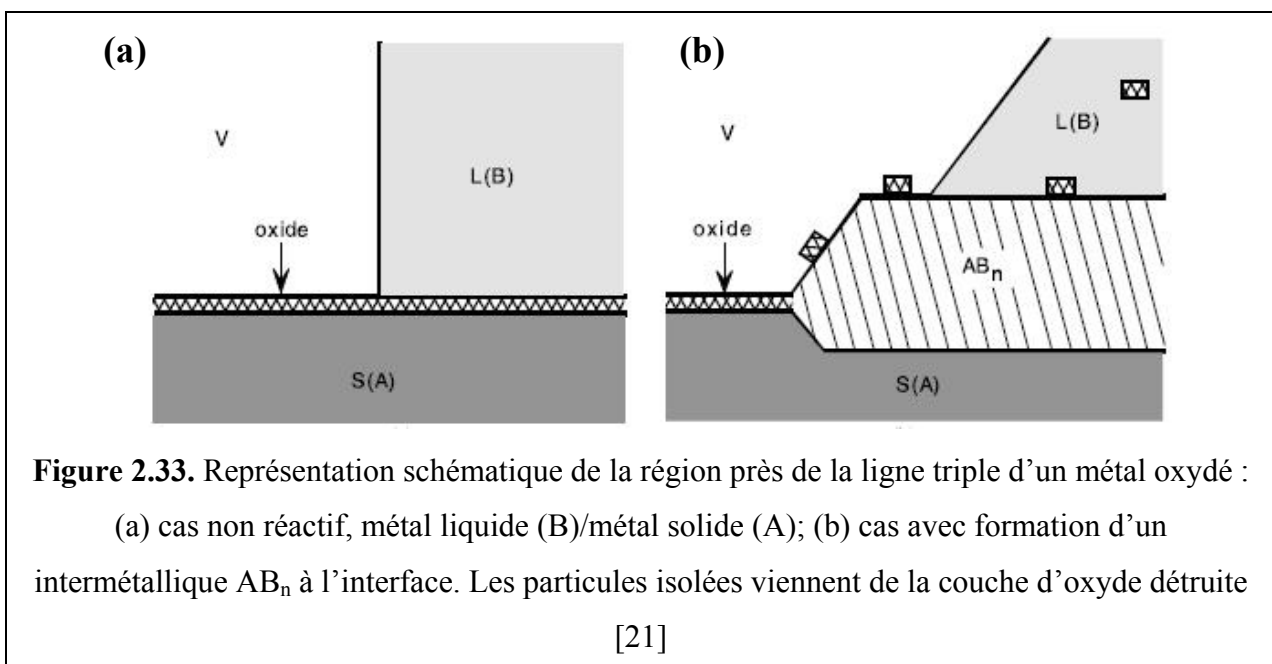 (a)
V
L(B)
oxide
S(A)
(b)
V
L(B)
oxide
ABn
S(A)
Figure 2.33. Représentation schématique de la région près de la ligne triple d'un métal oxydé :
(a) cas non réactif, métal liquide (B)/métal solide (A); (b) cas avec formation d'un
intermétallique ABn à l'interface. Les particules isolées viennent de la couche d'oxyde détruite
[21]